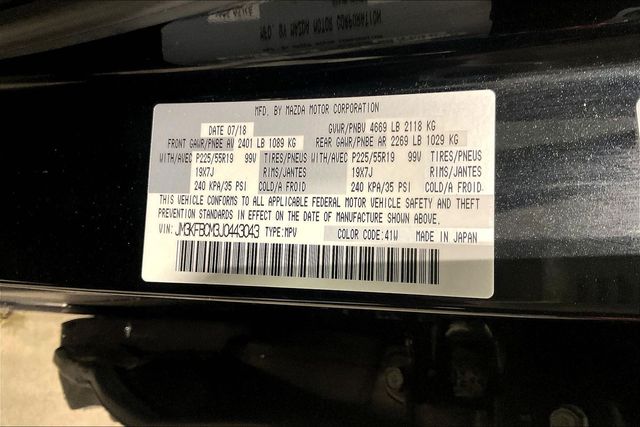 MFD. BY MAZDA MOTOR CORPORATION
DATE 07/18 GVWR/PNBV 4669 LB 2118 KG
FRONT GAWR/PNBE AV 2401 LB 1089 KG REAR GAWR/PNBE AR 2269 LB 1029 KG
WITH/AVEC P225/55R19 99V TIRES/PNEUS WITH/AVEC P225/55R19 99V TIRES/PNEUS
19X7J RIMS/JANTES 19X7J RIMS/JANTES
240 KPA/35 PSI COLD/A FROID 240 KPA/35 PSI COLD/A FROID
THIS VEHICLE CONFORMS TO ALL APPLICABLE FEDERAL MOTOR VEHICLE SAFETY AND THEFT
PREVENTION STANDARDS IN EFFECT ON THE DATE OF MANUFACTURE SHOWN ABOVE.
VIN: JM3KFBCM3J0443043 TYPE:MPV COLOR CODE:41W MADE IN JAPAN